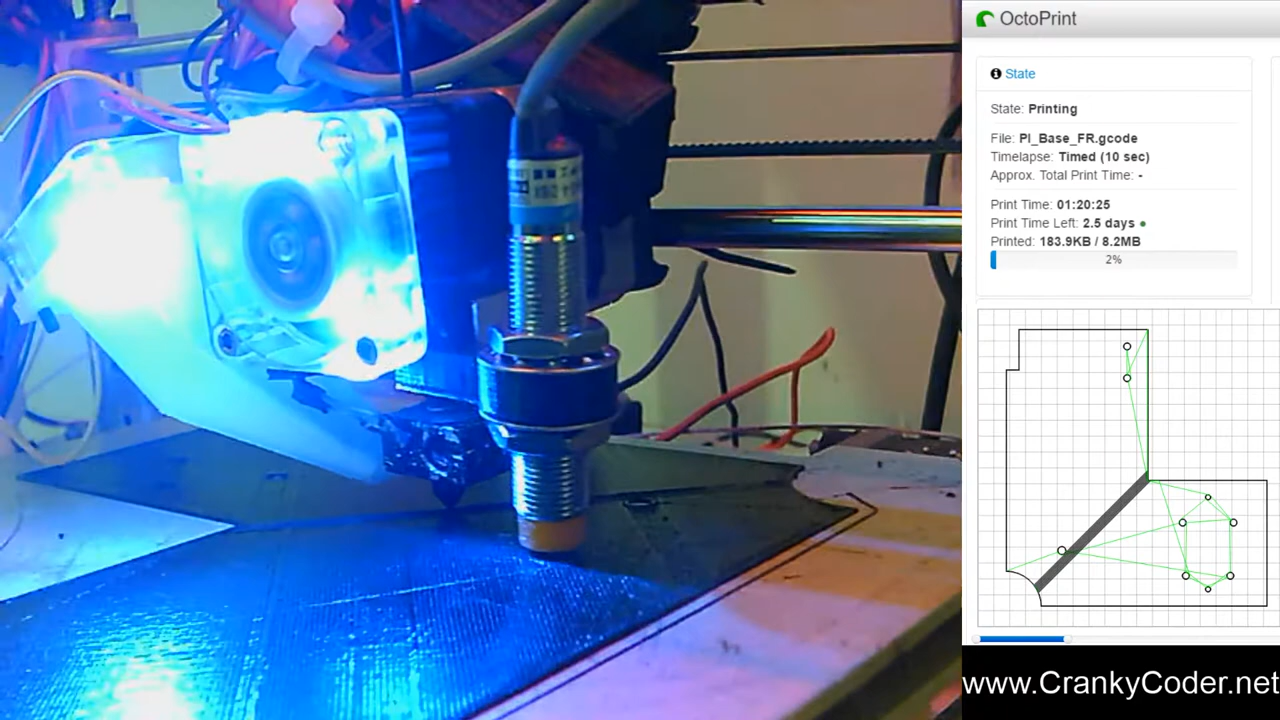 OctoPrint
State
State: Printing
File: PI_Base_FR.gcode
Timelapse: Timed (10 sec)
Approx. Total Print Time: -
Print Time: 01:20:25
Print Time Left: 2.5 days
Printed: 183.9KB / 8.2MB
2%
www.CrankyCoder.net